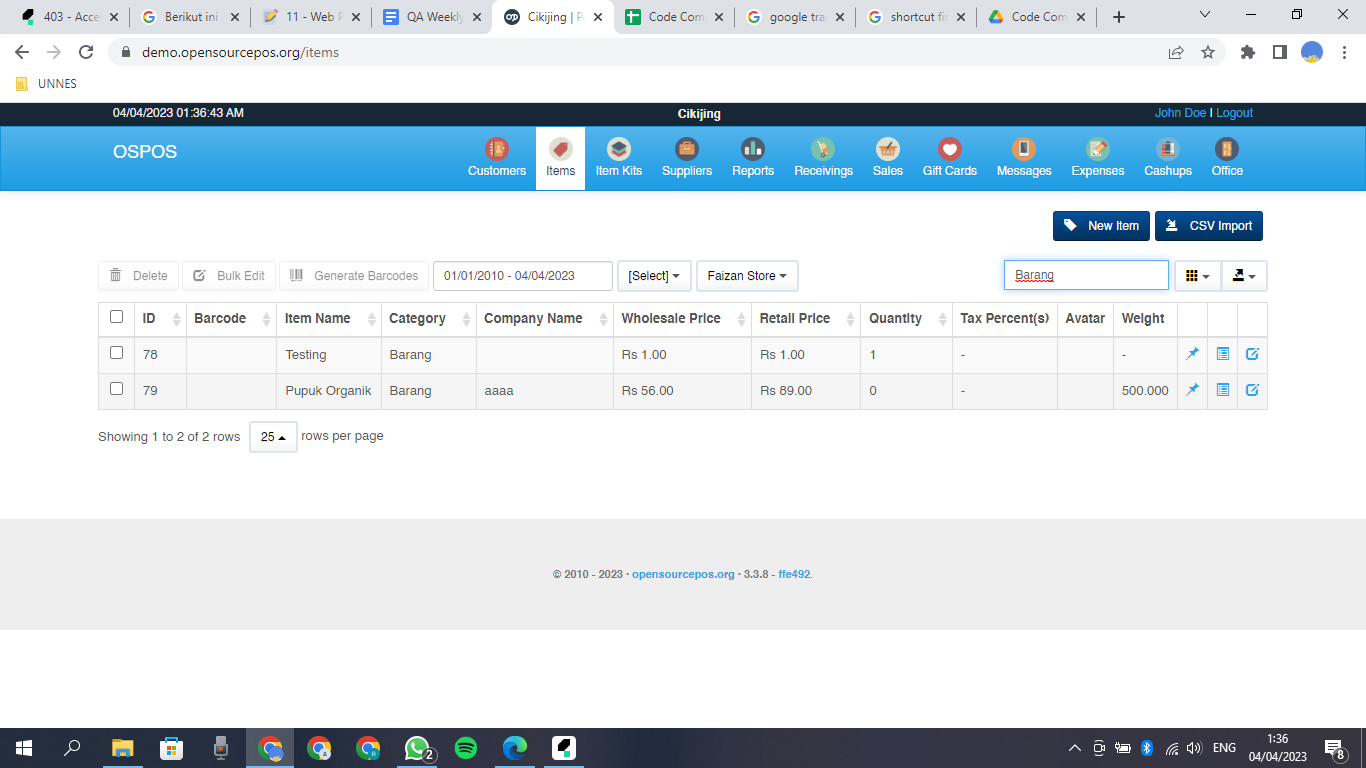 403 - Acce
Berikut ini
11 - Web P
QA Weekly
Cikijing | P
Code Com
google tra
shortcut fi
Code Com
demo.opensourcepos.org/items
UNNES
04/04/2023 01:36:43 AM
Cikijing
John Doe | Logout
OSPOS
Customers
Items
Item Kits
Suppliers
Reports
Receivings
Sales
Gift Cards
Messages
Expenses
Cashups
Office
New Item
CSV Import
Delete
Bulk Edit
Generate Barcodes
01/01/2010 - 04/04/2023
[Select]
Faizan Store
Barang
ID Barcode Item Name Category Company Name Wholesale Price Retail Price Quantity Tax Percent(s) Avatar Weight
78 Testing Barang Rs 1.00 Rs 1.00 1 - -
79 Pupuk Organik Barang aaaa Rs 56.00 Rs 89.00 0 - 500.000
Showing 1 to 2 of 2 rows 25 rows per page
© 2010 - 2023 · opensourcepos.org · 3.3.8 - ffe492.
2
ENG
1:36
04/04/2023
8